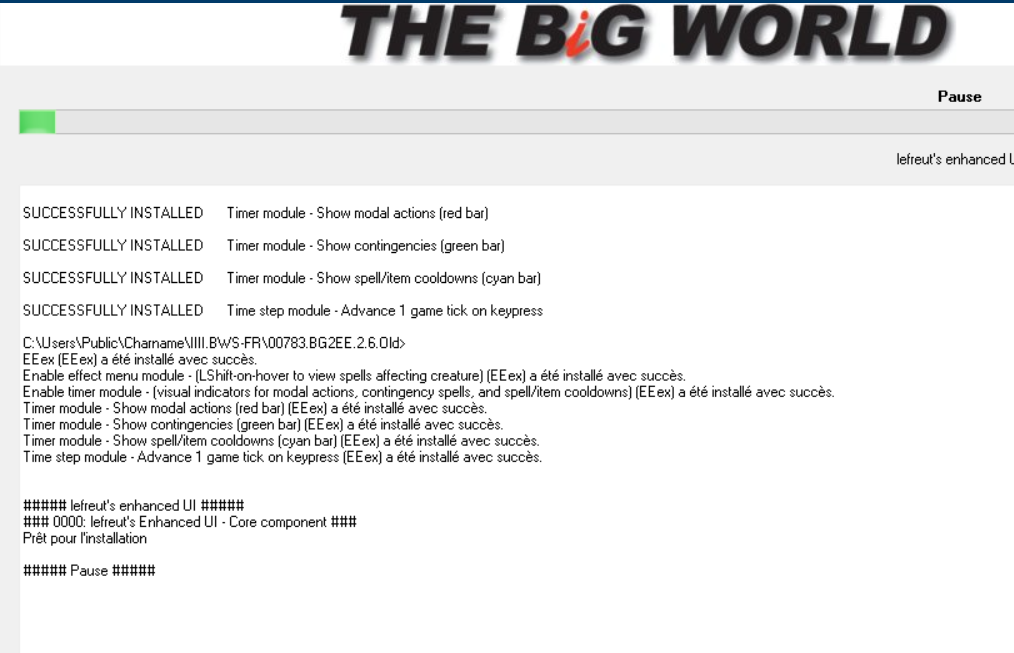 THE BiG WORLD
Pause
lefreut's enhanced U
SUCCESSFULLY INSTALLED Timer module - Show modal actions (red bar)
SUCCESSFULLY INSTALLED Timer module - Show contingencies (green bar)
SUCCESSFULLY INSTALLED Timer module - Show spell/item cooldowns (cyan bar)
SUCCESSFULLY INSTALLED Time step module - Advance 1 game tick on keypress
C:\Users\Public\Charname\IIII.BWS-FR\00783.BG2EE.2.6.Old>
EEex (EEex) a été installé avec succès.
Enable effect menu module - (LShift-on-hover to view spells affecting creature) (EEex) a été installé avec succès.
Enable timer module - (visual indicators for modal actions, contingency spells, and spell/item cooldowns) (EEex) a été installé avec succès.
Timer module - Show modal actions (red bar) (EEex) a été installé avec succès.
Timer module - Show contingencies (green bar) (EEex) a été installé avec succès.
Timer module - Show spell/item cooldowns (cyan bar) (EEex) a été installé avec succès.
Time step module - Advance 1 game tick on keypress (EEex) a été installé avec succès.
##### lefreut's enhanced UI #####
### 0000: lefreut's Enhanced UI - Core component ###
Prêt pour l'installation
##### Pause #####